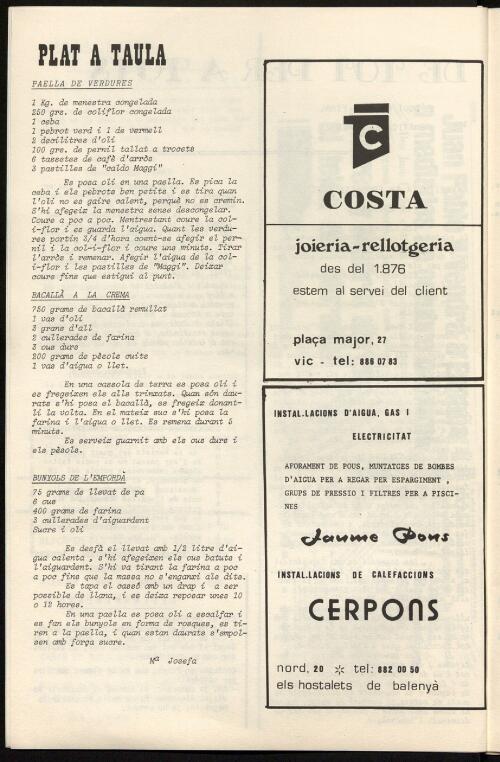 PLAT A TAULA
PAELLA DE VERDURES
1 Kg. de menestra congelada
250 grs. de coliflor congelada
1 ceba
1 pebrot verd i 1 de vermell
2 decilitres d'oli
100 grs. de pernil tallat a trocets
6 tassetes de cafè d'arròs
3 pastilles de "caldo Maggi"
Es posa oli en una paella. Es pica la
ceba i els pebrots ben petits i es tira quan
l'oli no es gaire calent, perquè no es cremin.
S'hi afegeix la menestra sense descongelar.
Coure a poc a poc. Mentrestant coure la col-
i-flor i es guarda l'aigua. Quant les verdu-
res portin 3/4 d'hora coent-se afegir el per-
nil i la col-i-flor i coure uns minuts. Tirar
l'arròs i remenar. Afegir l'aigua de la col-
i-flor i les pastilles de "Maggi". Deixar
coure fins que estigui al punt.
BACALLÀ A LA CREMA
750 grams de bacallà remullat
1 vas d'oli
3 grans d'all
2 cullerades de farina
3 ous durs
200 grams de pèsols cuits
1 vas d'aigua o llet.
En una cassola de terra es posa oli i
es fregeixen els alls trinxats. Quan són dau-
rats s'hi posa el bacallà, es fregeix donant-
li la volta. En el mateix suc s'hi posa la
farina i l'aigua o llet. Es remena durant 5
minuts.
Es serveix guarnit amb els ous durs i
els pèsols.
BUNYOLS DE L'EMPORDÀ
75 grams de llevat de pa
6 ous
400 grams de farina
3 cullerades d'aiguardent
Sucre i oli
Es desfà el llevat amb 1/2 litre d'ai-
gua calenta , s'hi afegeixen els ous batuts i
l'aiguardent. S'hi va tirant la farina a poc
a poc fins que la massa no s'enganxi als dits.
Es tapa el cassó amb un drap i a ser
possible de llana, i es deixa reposar unes 10
o 12 hores.
En una paella es posa oli a escalfar i
es fan els bunyols en forma de rosques, es ti-
ren a la paella, i quan estan daurats s'empol-
sen amb força sucre.
Mª Josefa
C
COSTA
joieria-rellotgeria
des del 1.876
estem al servei del client
plaça major, 27
vic - tel: 886 07 83
INSTAL.LACIONS D'AIGUA, GAS I
ELECTRICITAT
AFORAMENT DE POUS, MUNTATGES DE BOMBES
D'AIGUA PER A REGAR PER ESPARGIMENT ,
GRUPS DE PRESSIO I FILTRES PER A PISCI-
NES
Jaume Pons
INSTAL.LACIONS DE CALEFACCIONS
CERPONS
nord, 20 ✲ tel: 882 00 50
els hostalets de balenyà